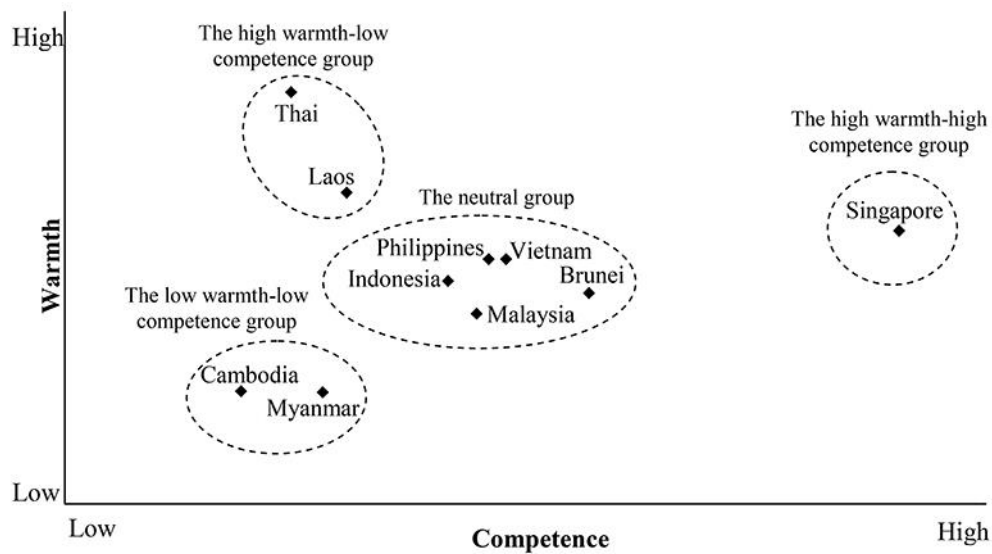 High
The high warmth-low
competence group
Thai
Laos
The high warmth-high
competence group
Singapore
The neutral group
Philippines
Vietnam
Indonesia
Brunei
Malaysia
Warmth
The low warmth-low
competence group
Cambodia
Myanmar
Low
Low
Competence
High